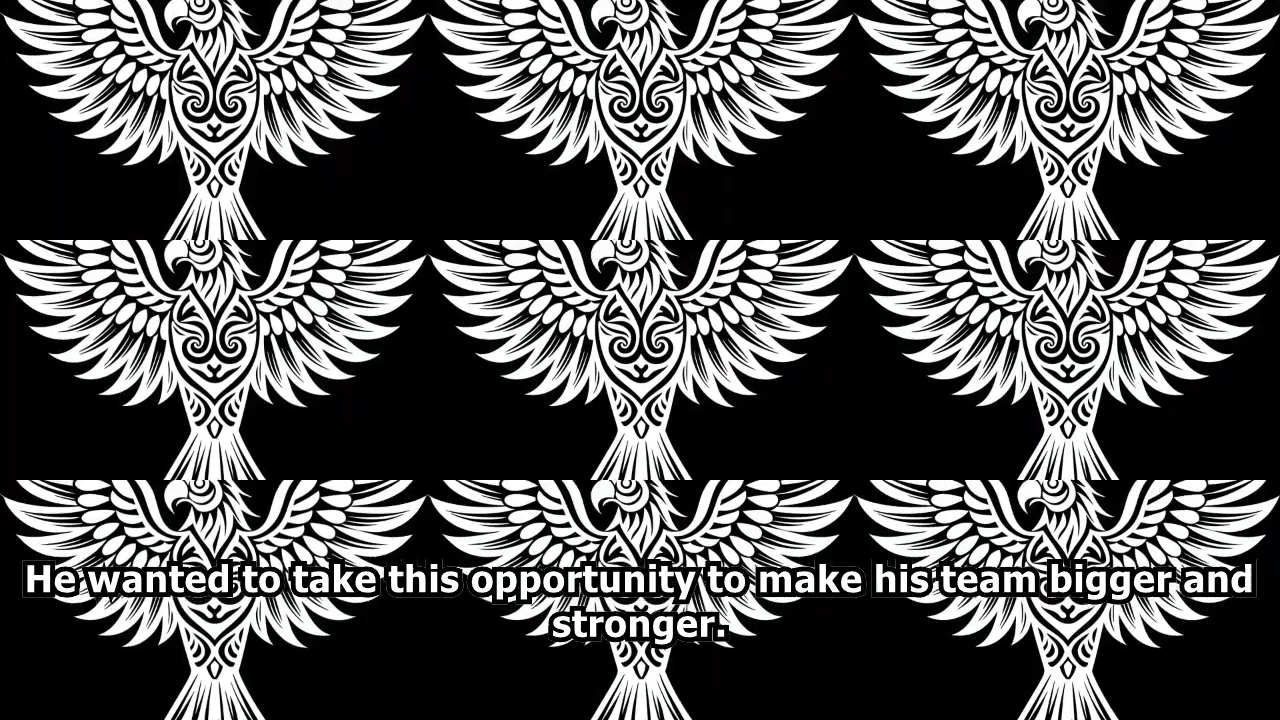 He wanted to take this opportunity to make his team bigger and
stronger.